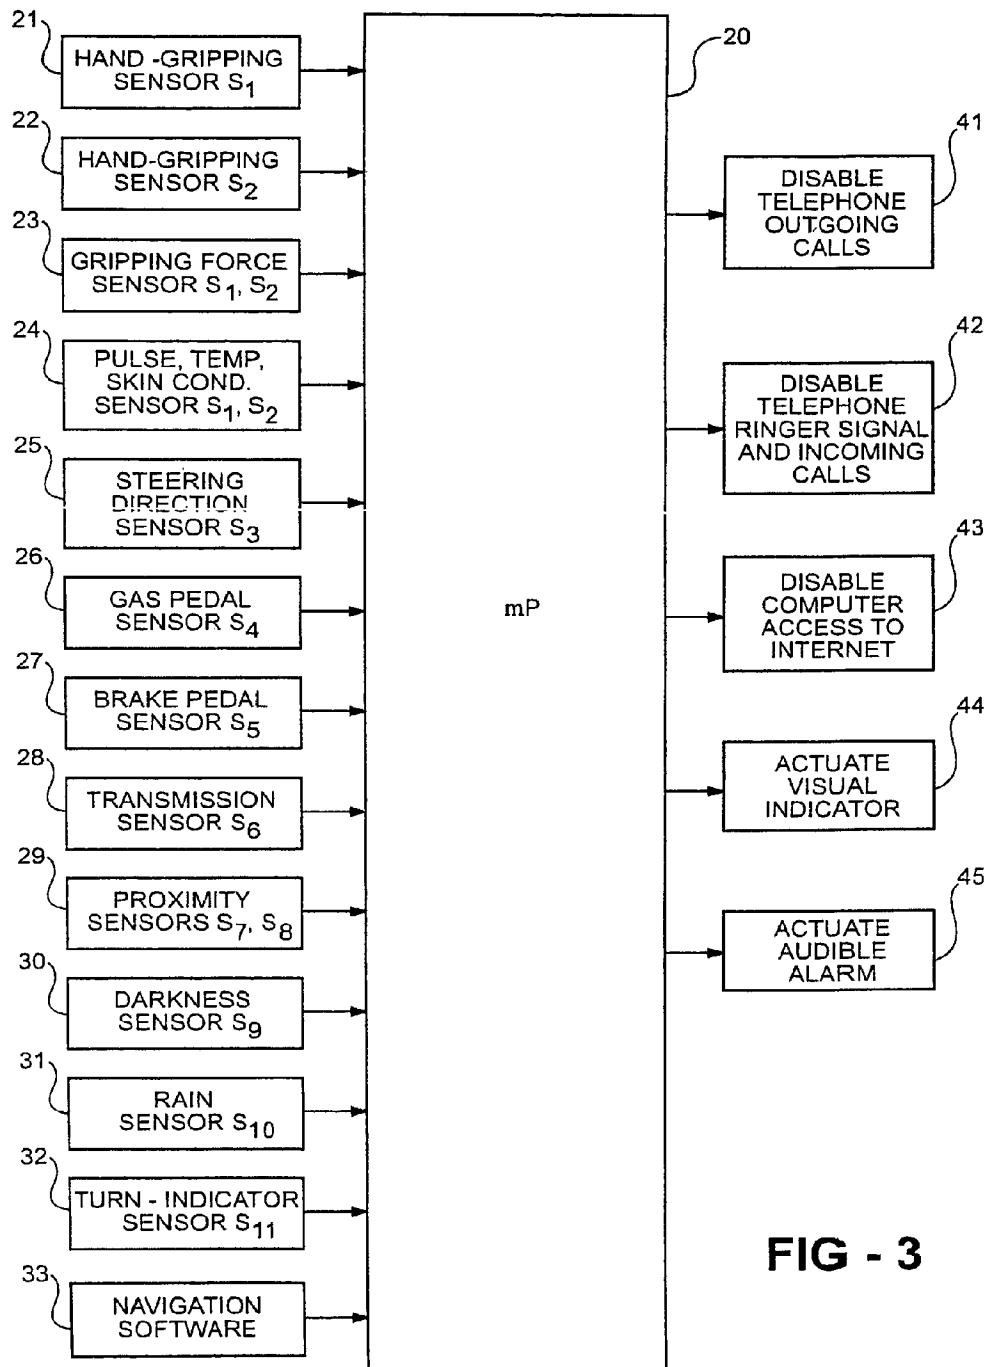 21
HAND -GRIPPING
SENSOR S1
22
HAND-GRIPPING
SENSOR S2
23
GRIPPING FORCE
SENSOR S1, S2
24
PULSE, TEMP,
SKIN COND.
SENSOR S1, S2
25
STEERING
DIRECTION
SENSOR S3
26
GAS PEDAL
SENSOR S4
27
BRAKE PEDAL
SENSOR S5
28
TRANSMISSION
SENSOR S6
29
PROXIMITY
SENSORS S7, S8
30
DARKNESS
SENSOR S9
31
RAIN
SENSOR S10
32
TURN - INDICATOR
SENSOR S11
33
NAVIGATION
SOFTWARE
mP
20
41
DISABLE
TELEPHONE
OUTGOING
CALLS
42
DISABLE
TELEPHONE
RINGER SIGNAL
AND INCOMING
CALLS
43
DISABLE
COMPUTER
ACCESS TO
INTERNET
44
ACTUATE
VISUAL
INDICATOR
45
ACTUATE
AUDIBLE
ALARM
FIG - 3